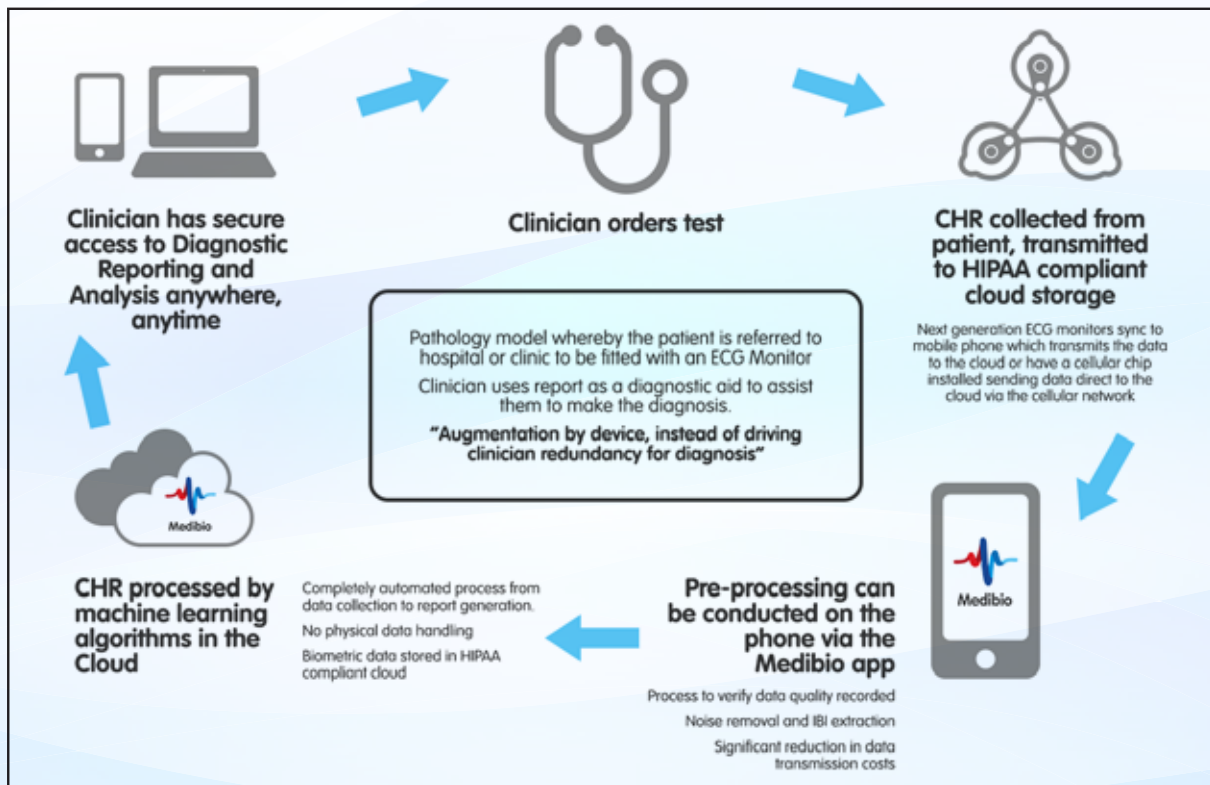 Clinician has secure
access to Diagnostic
Reporting and
Analysis anywhere,
anytime
Clinician orders test
CHR collected from
patient, transmitted
to HIPAA compliant
cloud storage
Next generation ECG monitors sync to
mobile phone which transmits the data
to the cloud or have a cellular chip
installed sending data direct to the
cloud via the cellular network
Pathology model whereby the patient is referred to
hospital or clinic to be fitted with an ECG Monitor
Clinician uses report as a diagnostic aid to assist
them to make the diagnosis.
“Augmentation by device, instead of driving
clinician redundancy for diagnosis”
Medibio
Pre-processing can
be conducted on the
phone via the
Medibio app
Process to verify data quality recorded
Noise removal and IBI extraction
Significant reduction in data
transmission costs
Medibio
CHR processed by
machine learning
algorithms in the
Cloud
Completely automated process from
data collection to report generation.
No physical data handling
Biometric data stored in HIPAA
compliant cloud